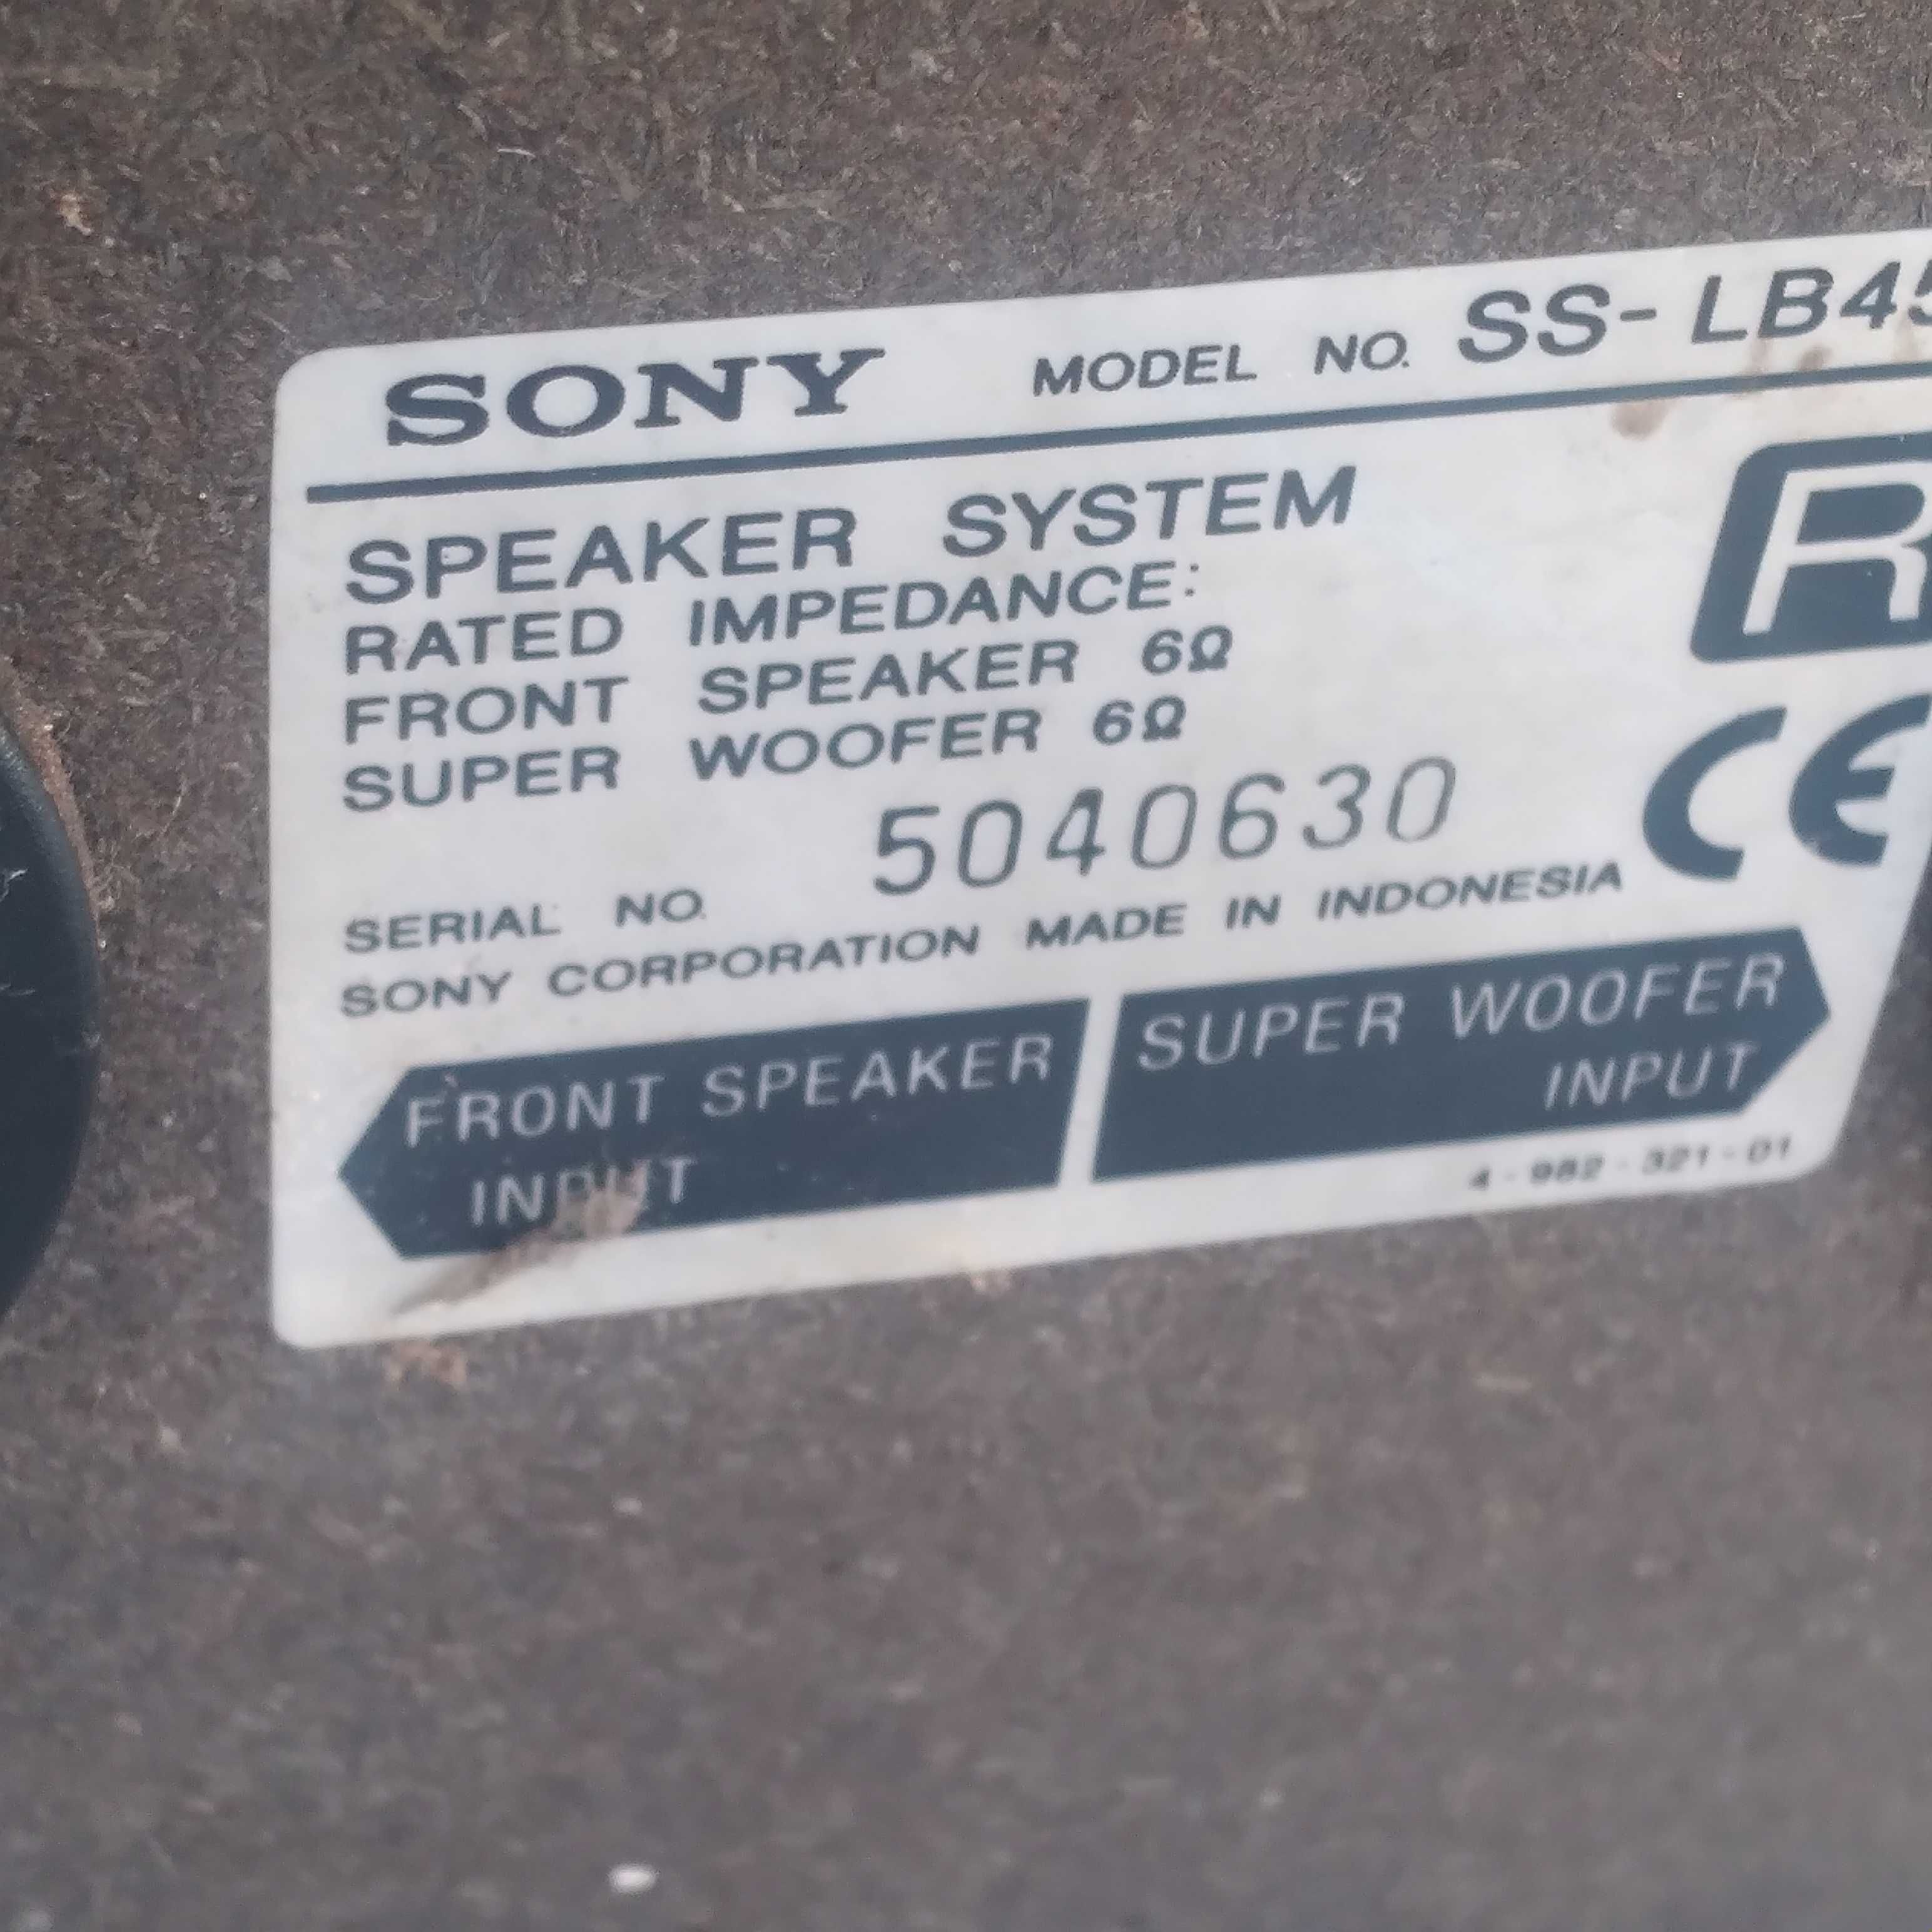 SONY MODEL NO. SS-LB45
SPEAKER SYSTEM
RATED IMPEDANCE:
FRONT SPEAKER 6Ω
SUPER WOOFER 6Ω
R
CE
SERIAL NO. 5040630
SONY CORPORATION MADE IN INDONESIA
FRONT SPEAKER
INPUT
SUPER WOOFER
INPUT
4-982-321-01